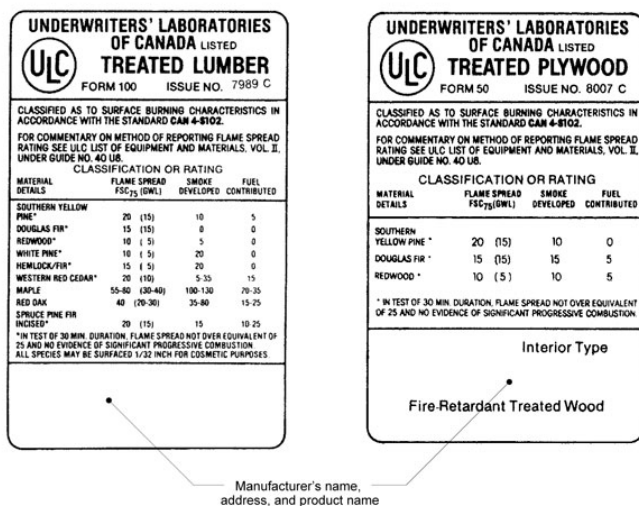 UNDERWRITERS' LABORATORIES
OF CANADA LISTED
ULC
TREATED LUMBER
FORM 100 ISSUE NO. 7989 C
CLASSIFIED AS TO SURFACE BURNING CHARACTERISTICS IN
ACCORDANCE WITH THE STANDARD CAN 4-S102.
FOR COMMENTARY ON METHOD OF REPORTING FLAME SPREAD
RATING SEE ULC LIST OF EQUIPMENT AND MATERIALS, VOL. II,
UNDER GUIDE NO. 40 U8.
CLASSIFICATION OR RATING
MATERIAL FLAME SPREAD SMOKE FUEL
DETAILS FSC75 (GWL) DEVELOPED CONTRIBUTED
SOUTHERN YELLOW
PINE* 20 (15) 10 5
DOUGLAS FIR* 15 (15) 0 0
REDWOOD* 10 (5) 5 0
WHITE PINE* 10 (5) 20 0
HEMLOCK/FIR* 15 (5) 20 0
WESTERN RED CEDAR* 20 (10) 5-35 15
MAPLE 55-80 (30-40) 100-130 20-35
RED OAK 40 (20-30) 35-80 15-25
SPRUCE PINE FIR
INCISED* 20 (15) 15 10-25
*IN TEST OF 30 MIN. DURATION, FLAME SPREAD NOT OVER EQUIVALENT OF
25 AND NO EVIDENCE OF SIGNIFICANT PROGRESSIVE COMBUSTION.
ALL SPECIES MAY BE SURFACED 1/32 INCH FOR COSMETIC PURPOSES.
UNDERWRITERS' LABORATORIES
OF CANADA LISTED
ULC
TREATED PLYWOOD
FORM 50 ISSUE NO. 8007 C
CLASSIFIED AS TO SURFACE BURNING CHARACTERISTICS IN
ACCORDANCE WITH THE STANDARD CAN 4-S102.
FOR COMMENTARY ON METHOD OF REPORTING FLAME SPREAD
RATING SEE ULC LIST OF EQUIPMENT AND MATERIALS, VOL. II,
UNDER GUIDE NO. 40 U8.
CLASSIFICATION OR RATING
MATERIAL FLAME SPREAD SMOKE FUEL
DETAILS FSC75 (GWL) DEVELOPED CONTRIBUTED
SOUTHERN
YELLOW PINE * 20 (15) 10 0
DOUGLAS FIR * 15 (15) 15 5
REDWOOD * 10 (5) 10 5
* IN TEST OF 30 MIN. DURATION, FLAME SPREAD NOT OVER EQUIVALENT
OF 25 AND NO EVIDENCE OF SIGNIFICANT PROGRESSIVE COMBUSTION.
Interior Type
Fire-Retardant Treated Wood
Manufacturer's name,
address, and product name